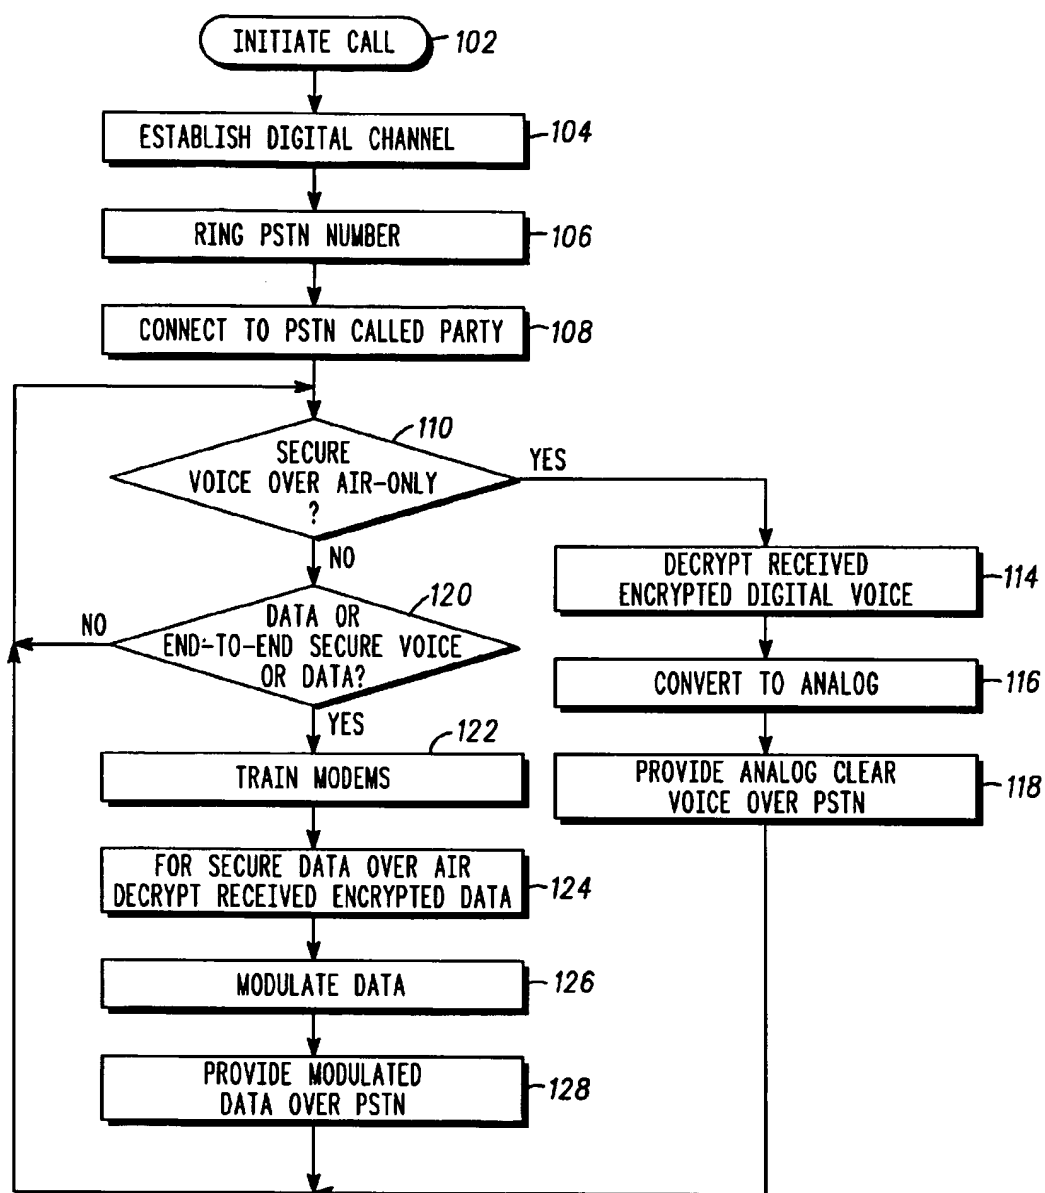 INITIATE CALL
102
ESTABLISH DIGITAL CHANNEL
104
RING PSTN NUMBER
106
CONNECT TO PSTN CALLED PARTY
108
110
SECURE
VOICE OVER AIR-ONLY
?
YES
NO
DECRYPT RECEIVED
ENCRYPTED DIGITAL VOICE
114
120
DATA OR
END-TO-END SECURE VOICE
OR DATA?
NO
YES
CONVERT TO ANALOG
116
122
TRAIN MODEMS
PROVIDE ANALOG CLEAR
VOICE OVER PSTN
118
FOR SECURE DATA OVER AIR
DECRYPT RECEIVED ENCRYPTED DATA
124
MODULATE DATA
126
PROVIDE MODULATED
DATA OVER PSTN
128